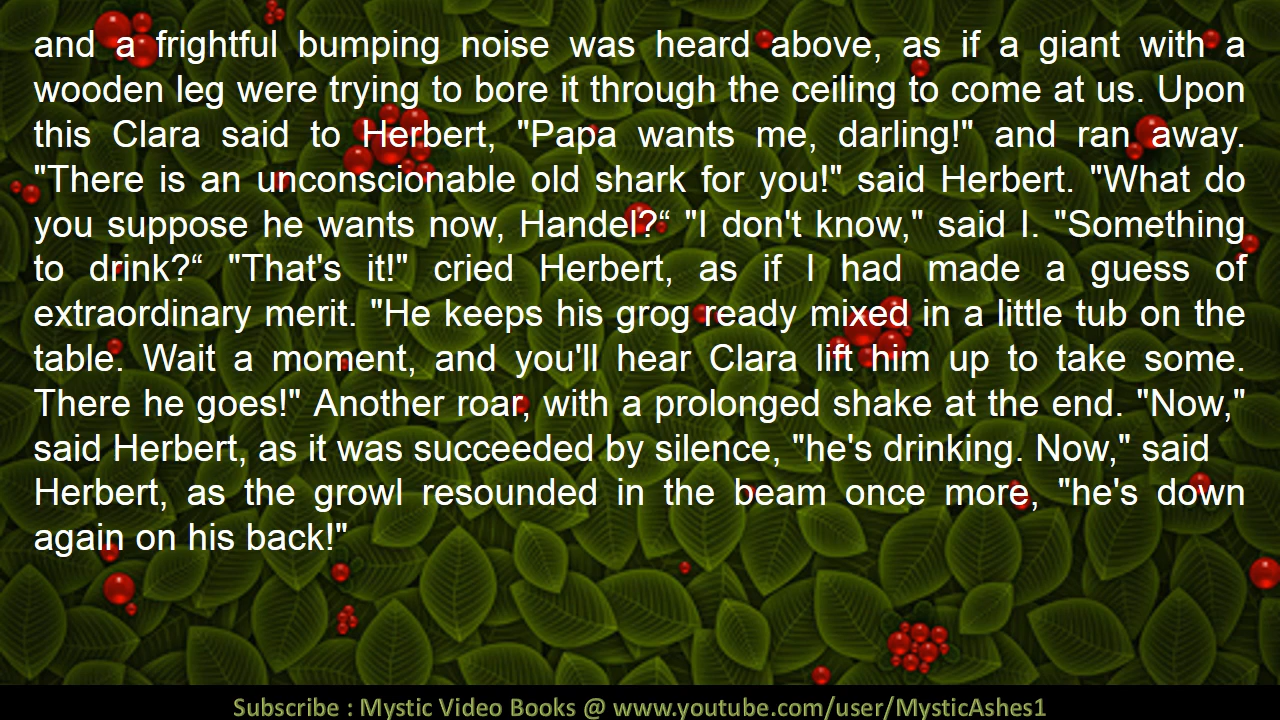 and a frightful bumping noise was heard above, as if a giant with a
wooden leg were trying to bore it through the ceiling to come at us. Upon
this Clara said to Herbert, "Papa wants me, darling!" and ran away.
"There is an unconscionable old shark for you!" said Herbert. "What do
you suppose he wants now, Handel?“ "I don't know," said I. "Something
to drink?“ "That's it!" cried Herbert, as if I had made a guess of
extraordinary merit. "He keeps his grog ready mixed in a little tub on the
table. Wait a moment, and you'll hear Clara lift him up to take some.
There he goes!" Another roar, with a prolonged shake at the end. "Now,"
said Herbert, as it was succeeded by silence, "he's drinking. Now," said
Herbert, as the growl resounded in the beam once more, "he's down
again on his back!"
Subscribe : Mystic Video Books @ www.youtube.com/user/MysticAshes1